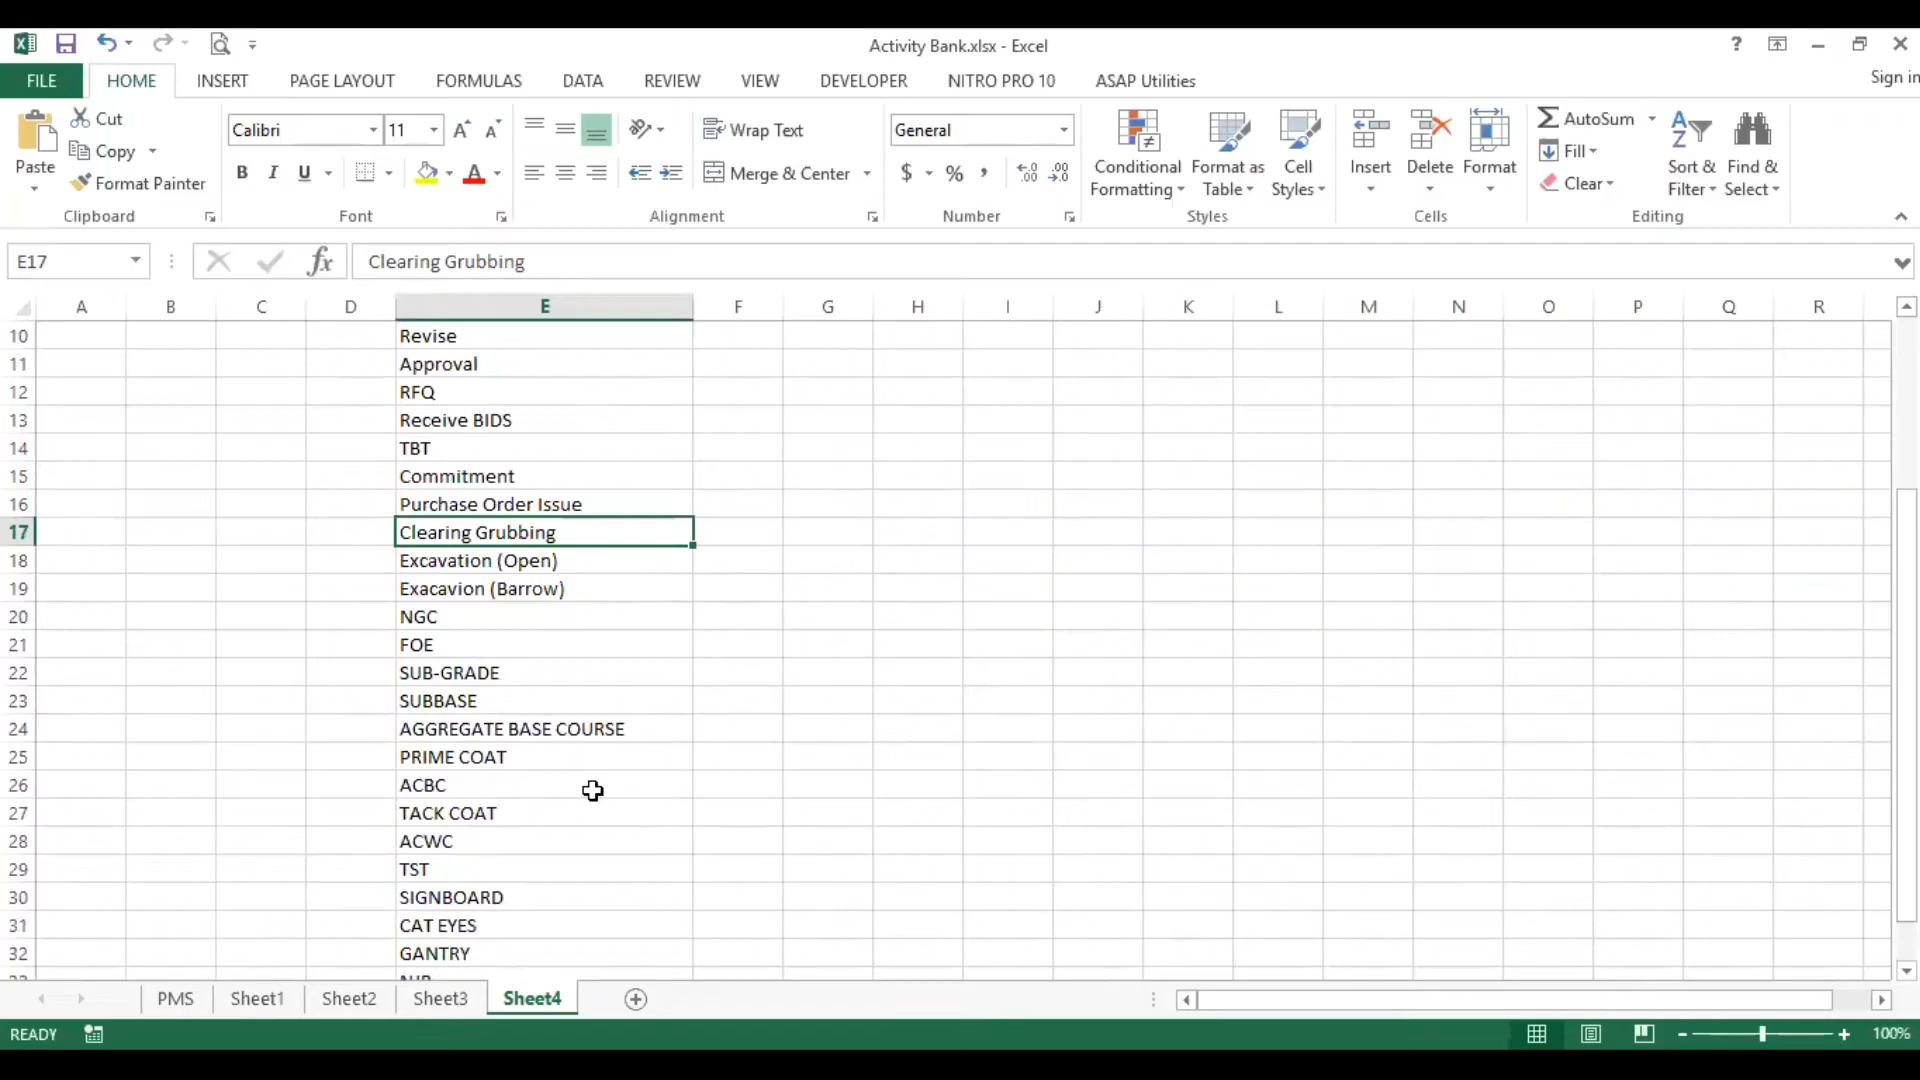 Activity Bank.xlsx - Excel
?
FILE HOME INSERT PAGE LAYOUT FORMULAS DATA REVIEW VIEW DEVELOPER NITRO PRO 10 ASAP Utilities Sign in
Paste
Cut
Copy
Format Painter
Clipboard
Calibri 11
B I U
Font
Wrap Text
Merge & Center
Alignment
General
$ % ,
Number
Conditional Formatting
Format as Table
Cell Styles
Styles
Insert
Delete
Format
Cells
AutoSum
Fill
Clear
Sort & Filter
Find & Select
Editing
E17 fx Clearing Grubbing
A B C D E F G H I J K L M N O P Q R
10 Revise
11 Approval
12 RFQ
13 Receive BIDS
14 TBT
15 Commitment
16 Purchase Order Issue
17 Clearing Grubbing
18 Excavation (Open)
19 Exacavion (Barrow)
20 NGC
21 FOE
22 SUB-GRADE
23 SUBBASE
24 AGGREGATE BASE COURSE
25 PRIME COAT
26 ACBC
27 TACK COAT
28 ACWC
29 TST
30 SIGNBOARD
31 CAT EYES
32 GANTRY
PMS Sheet1 Sheet2 Sheet3 Sheet4
READY 100%